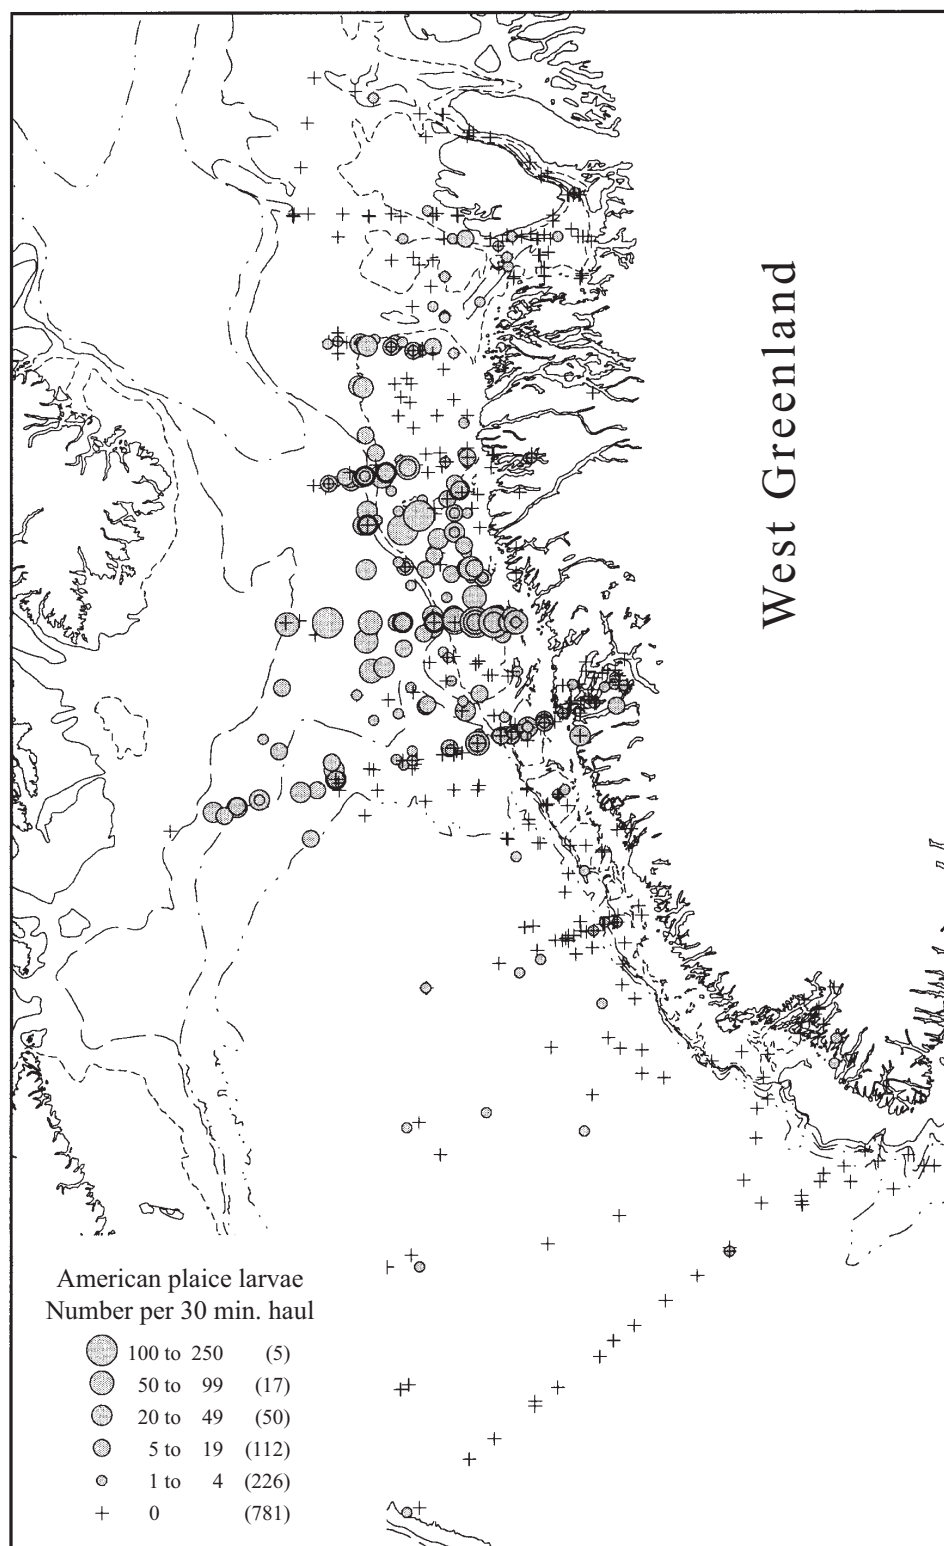 West Greenland
American plaice larvae
Number per 30 min. haul
100 to 250 (5)
50 to 99 (17)
20 to 49 (50)
5 to 19 (112)
1 to 4 (226)
0 (781)